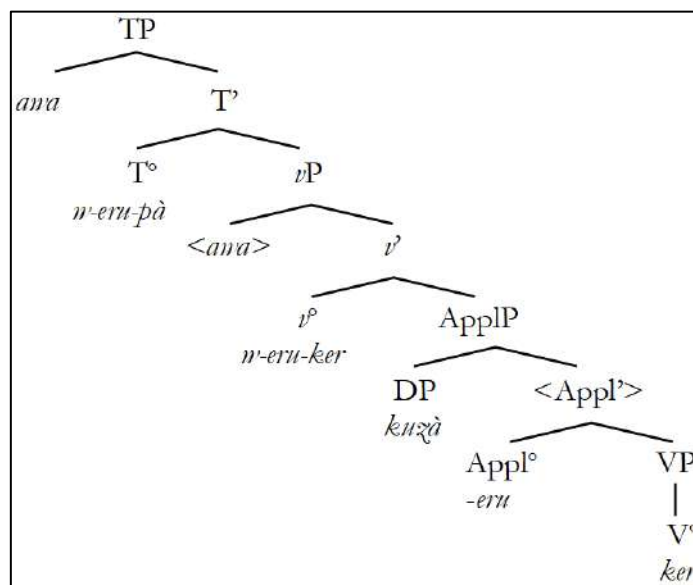 TP
awa T’
T° vP
w-eru-pà <awa> v’
v° ApplP
w-eru-ker DP <Appl’>
kuzà
Appl° VP
-eru
V°
ker